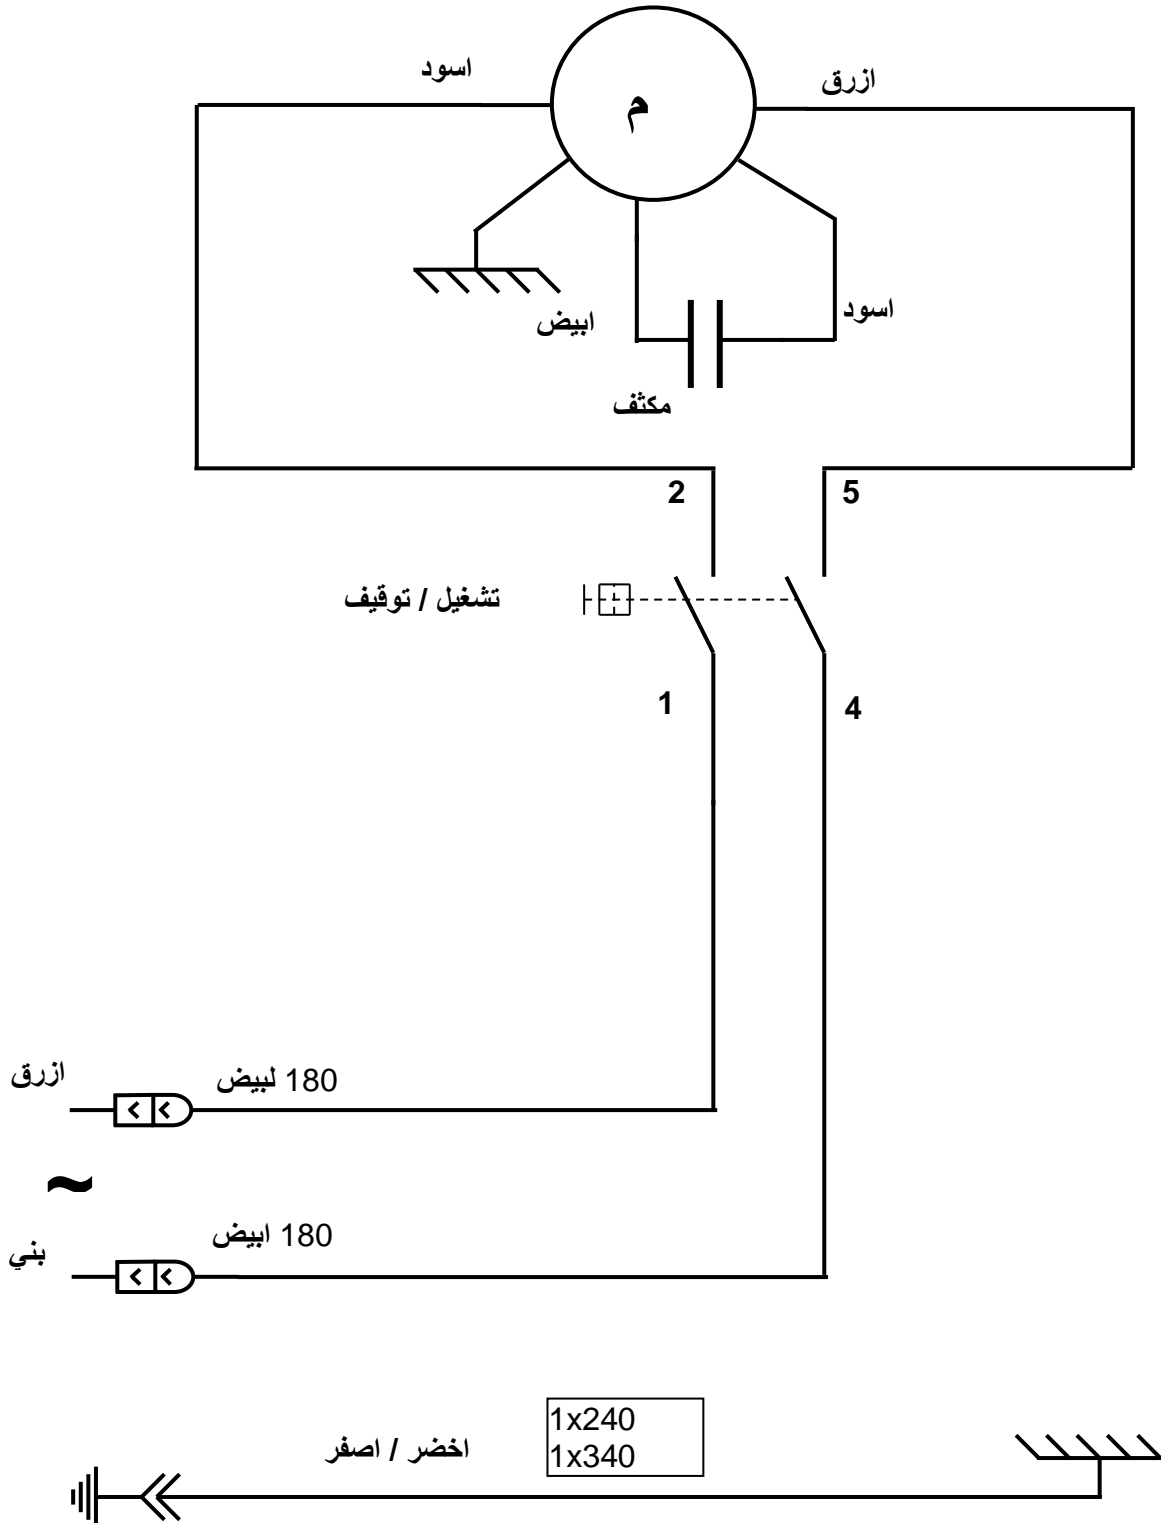 اسود
ازرق
م
ابيض
اسود
مكثف
2
5
تشغيل / توقيف
1
4
ازرق
180 لبيض
~
بني
180 ابيض
1x240
1x340
اخضر / اصفر